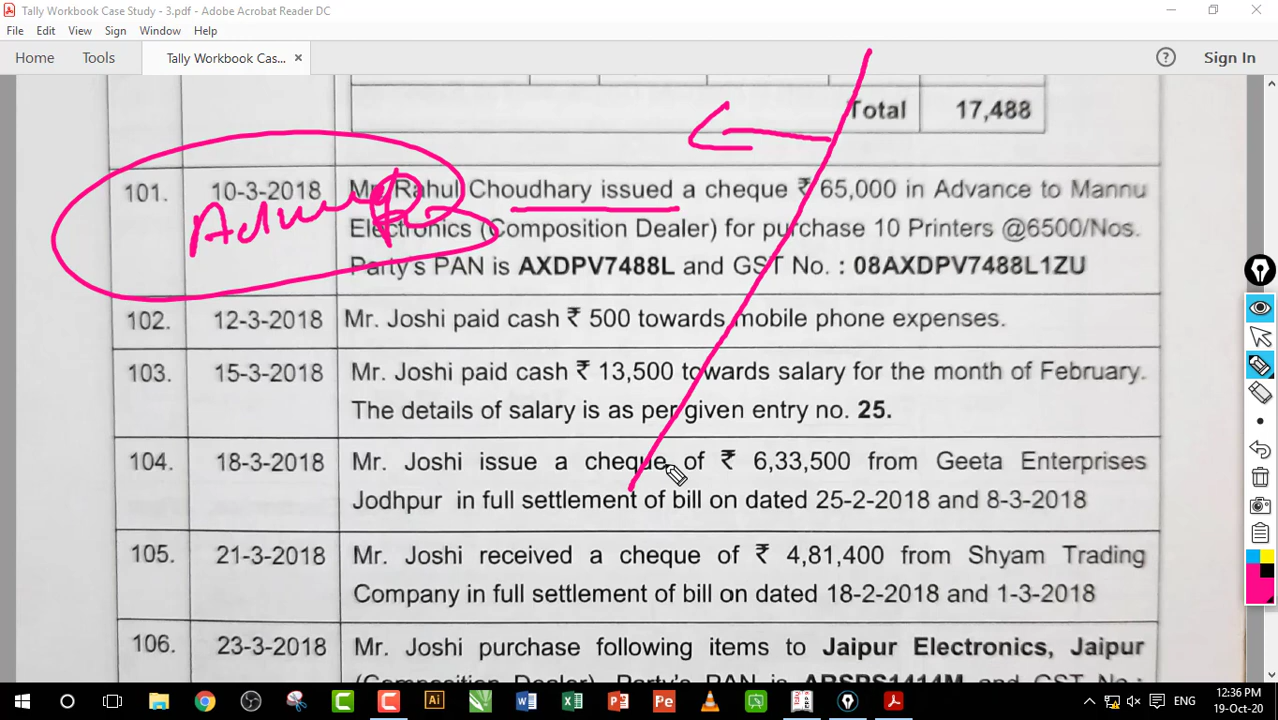 Tally Workbook Case Study - 3.pdf - Adobe Acrobat Reader DC
File Edit View Sign Window Help
Home Tools Tally Workbook Cas... × ? Sign In
Total 17,488
101. 10-3-2018 Mr. Rahul Choudhary issued a cheque ₹ 65,000 in Advance to Mannu
Electronics (Composition Dealer) for purchase 10 Printers @6500/Nos.
Party's PAN is AXDPV7488L and GST No. : 08AXDPV7488L1ZU
102. 12-3-2018 Mr. Joshi paid cash ₹ 500 towards mobile phone expenses.
103. 15-3-2018 Mr. Joshi paid cash ₹ 13,500 towards salary for the month of February.
The details of salary is as per given entry no. 25.
104. 18-3-2018 Mr. Joshi issue a cheque of ₹ 6,33,500 from Geeta Enterprises
Jodhpur in full settlement of bill on dated 25-2-2018 and 8-3-2018
105. 21-3-2018 Mr. Joshi received a cheque of ₹ 4,81,400 from Shyam Trading
Company in full settlement of bill on dated 18-2-2018 and 1-3-2018
106. 23-3-2018 Mr. Joshi purchase following items to Jaipur Electronics, Jaipur
(Composition Dealer). Party's PAN is ABSPS1414M and GST No.:
ENG 12:36 PM
19-Oct-20